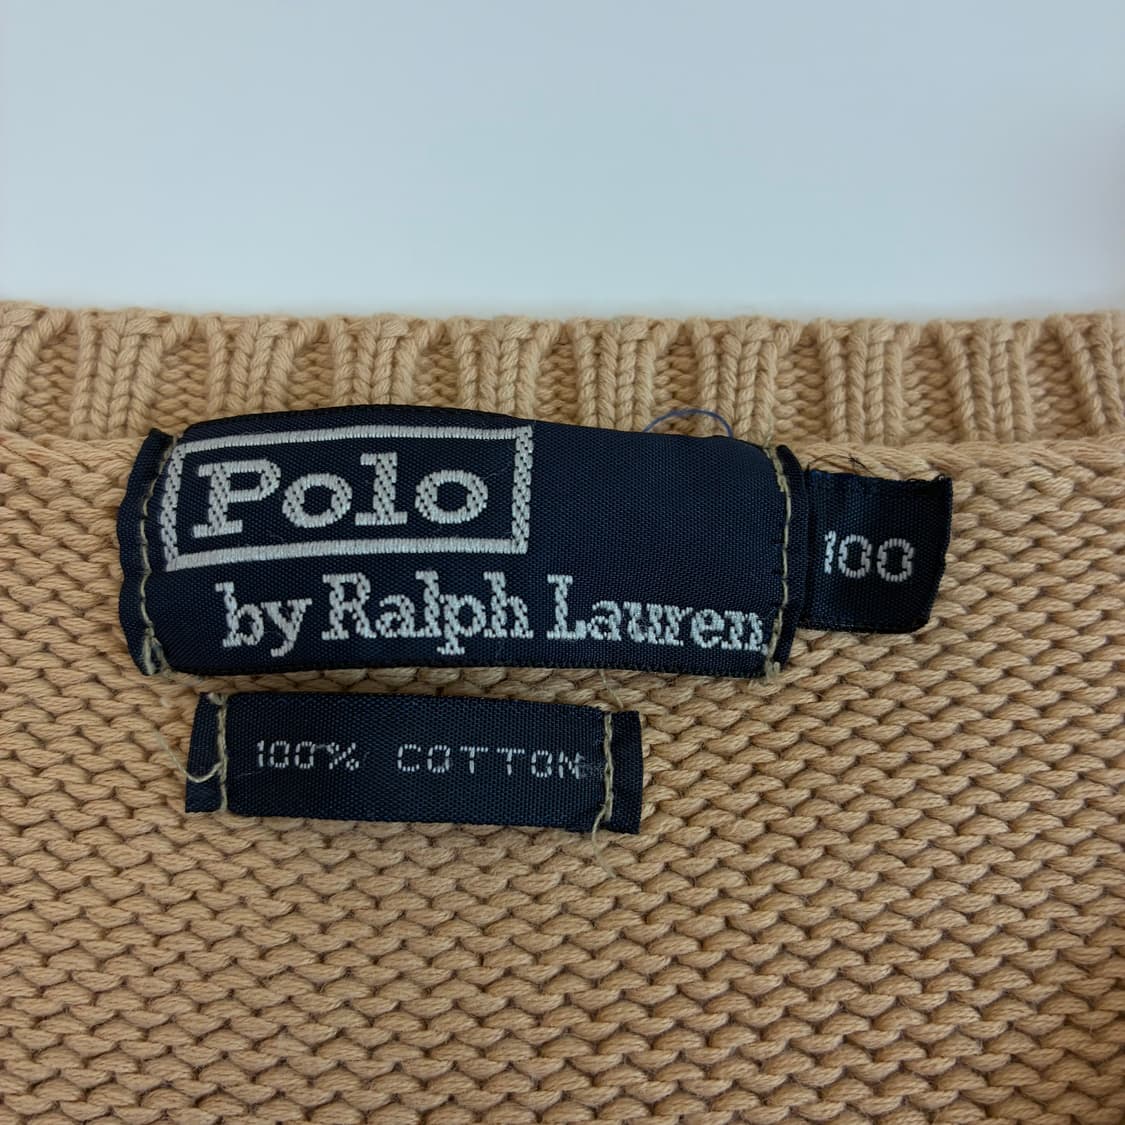 Polo
by Ralph Lauren
100
100% COTTON